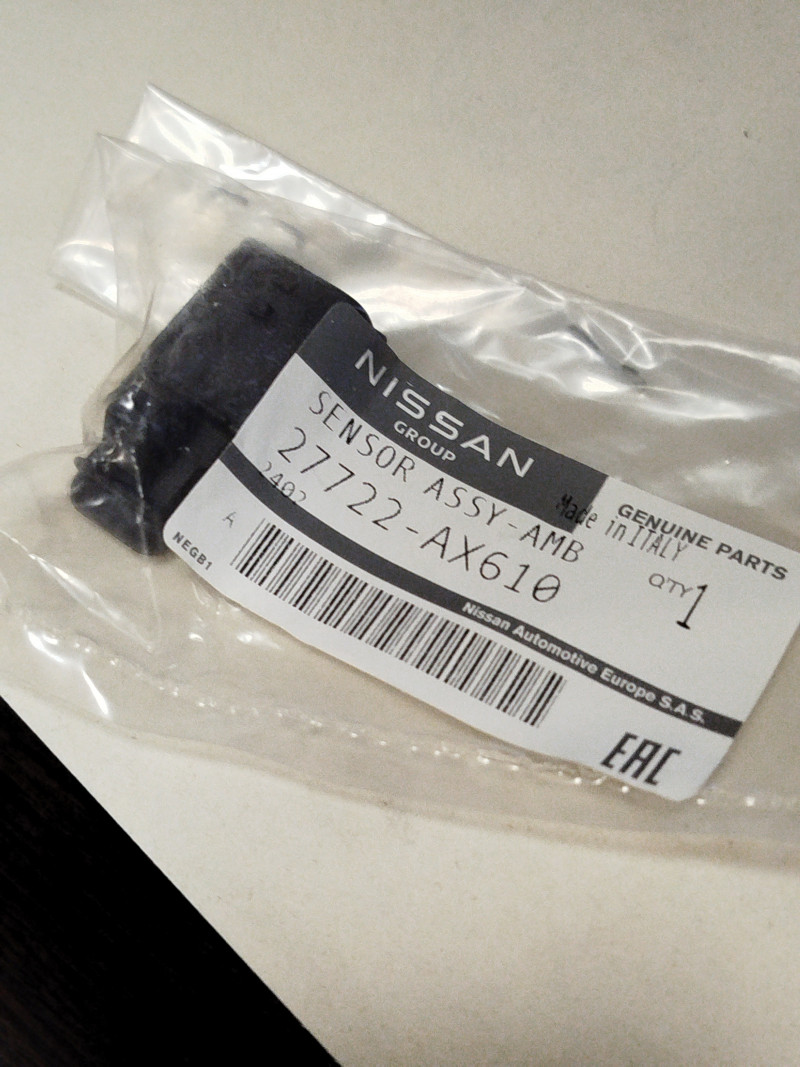 NISSAN
GROUP
GENUINE PARTS
SENSOR ASSY-AMB
Made in ITALY
27722-AX610
QTY 1
2402
A
NEGB1
Nissan Automotive Europe S.A.S.
EAC